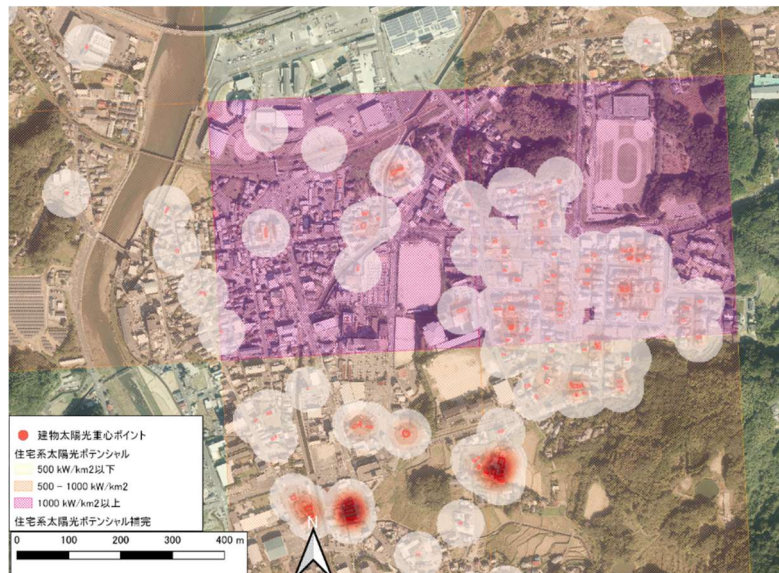 建物太陽光重心ポイント
住宅系太陽光ポテンシャル
500 kW/km2以下
500 - 1000 kW/km2
1000 kW/km2以上
住宅系太陽光ポテンシャル補完
0 100 200 300 400 m
N